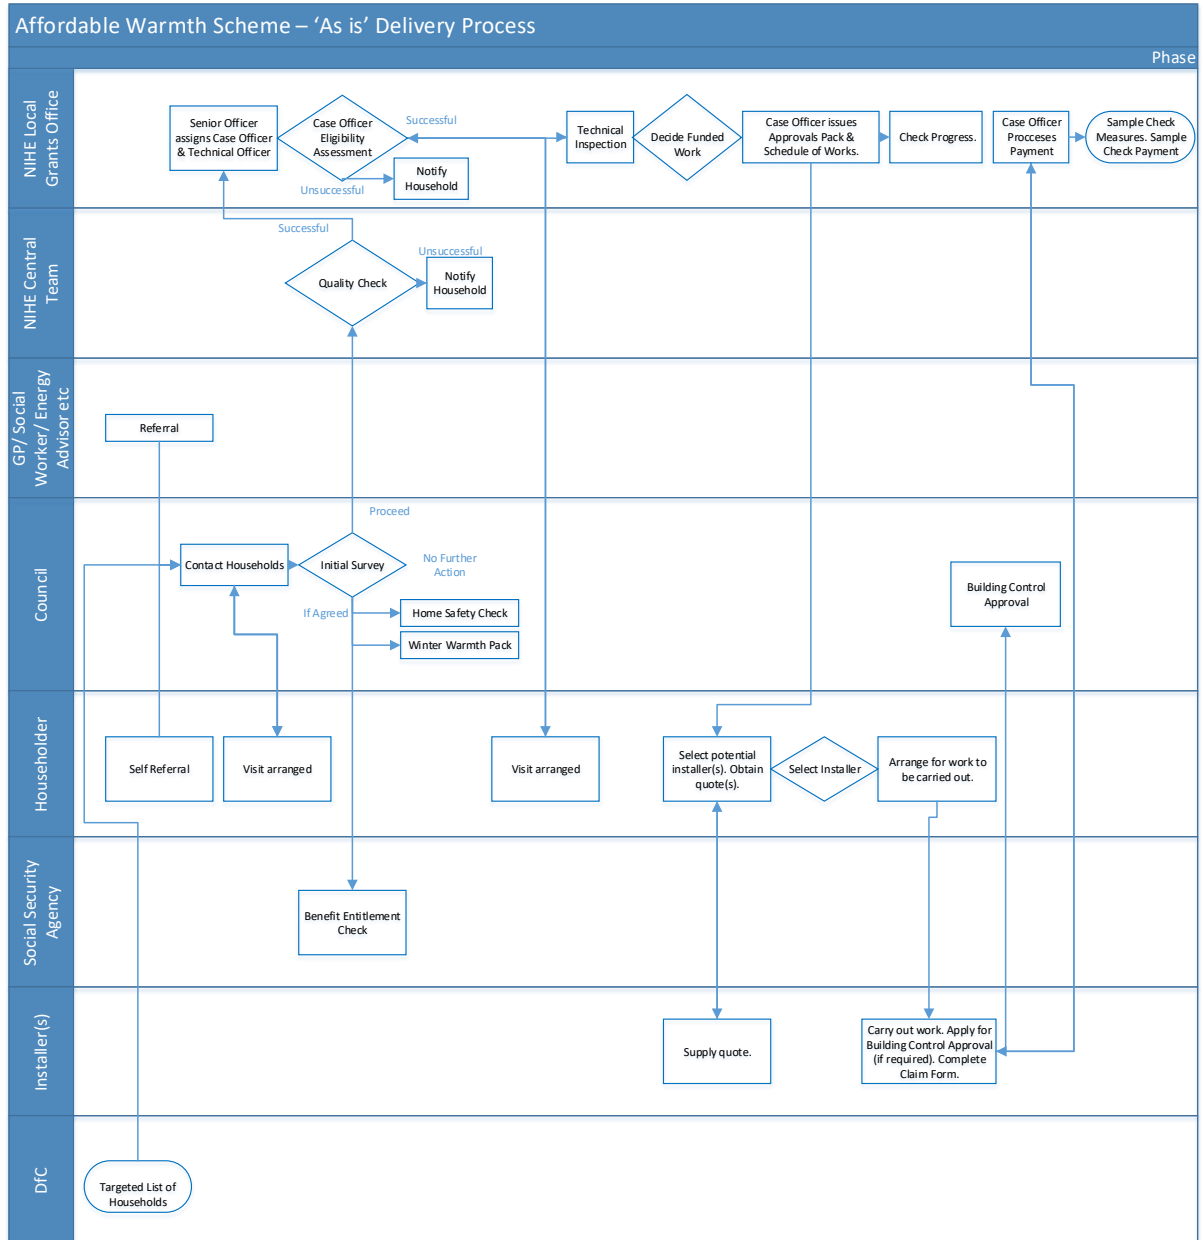 Affordable Warmth Scheme – ‘As is’ Delivery Process
Phase
NIHE Local
Grants Office
Senior Officer
assigns Case Officer
& Technical Officer
Case Officer
Eligibility
Assessment
Successful
Unsuccessful
Notify
Household
Technical
Inspection
Decide Funded
Work
Case Officer issues
Approvals Pack &
Schedule of Works.
Check Progress.
Case Officer
Proccesses
Payment
Sample Check
Measures. Sample
Check Payment
NIHE Central
Team
Successful
Quality Check
Unsuccessful
Notify
Household
GP/ Social
Worker/ Energy
Advisor etc
Referral
Council
Proceed
Contact Households
Initial Survey
No Further
Action
If Agreed
Home Safety Check
Winter Warmth Pack
Building Control
Approval
Householder
Self Referral
Visit arranged
Visit arranged
Select potential
installer(s). Obtain
quote(s).
Select Installer
Arrange for work to
be carried out.
Social Security
Agency
Benefit Entitlement
Check
Installer(s)
Supply quote.
Carry out work. Apply for
Building Control Approval
(if required). Complete
Claim Form.
DfC
Targeted List of
Households